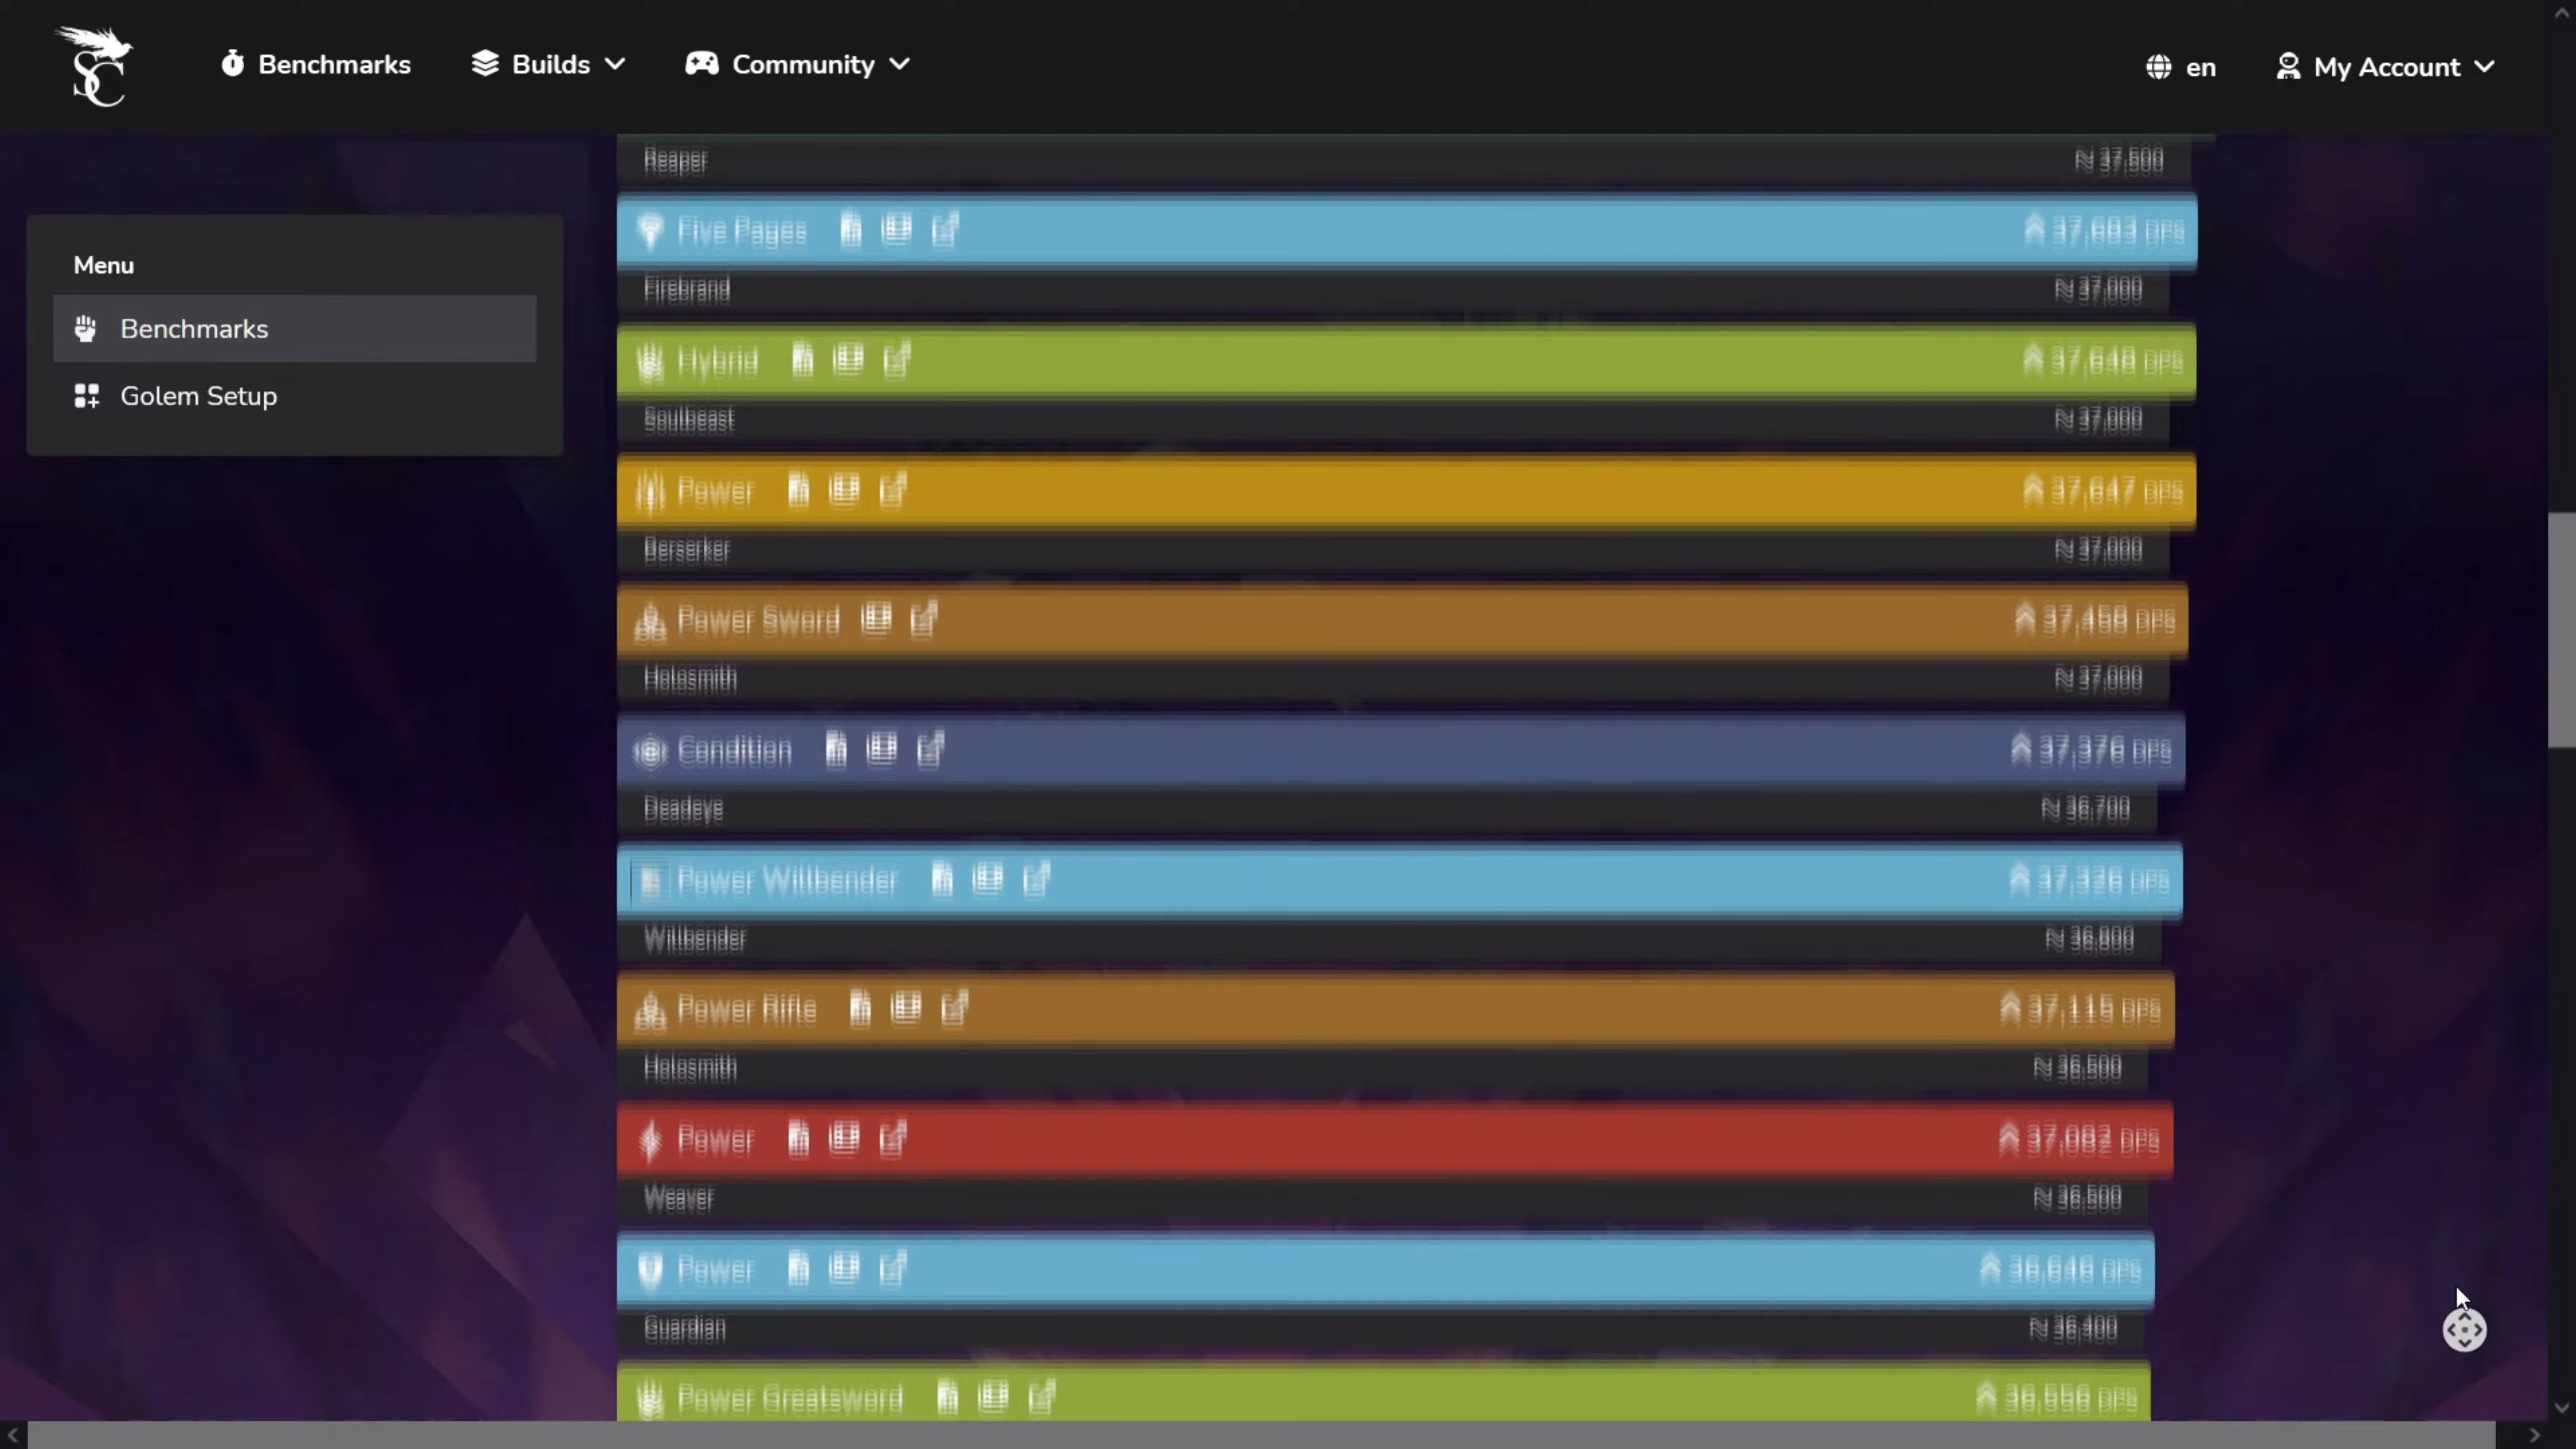 SC
Benchmarks
Builds
Community
en
My Account
Menu
Benchmarks
Golem Setup
Reaper
≈ 37,500
Five Pages
37,683 DPS
Firebrand
≈ 37,000
Hybrid
37,648 DPS
Soulbeast
≈ 37,000
Power
37,647 DPS
Berserker
≈ 37,000
Power Sword
37,458 DPS
Holosmith
≈ 37,000
Condition
37,376 DPS
Deadeye
≈ 36,700
Power Willbender
37,326 DPS
Willbender
≈ 36,800
Power Rifle
37,115 DPS
Holosmith
≈ 36,500
Power
37,082 DPS
Weaver
≈ 36,500
Power
36,646 DPS
Guardian
≈ 36,400
Power Greatsword
36,556 DPS